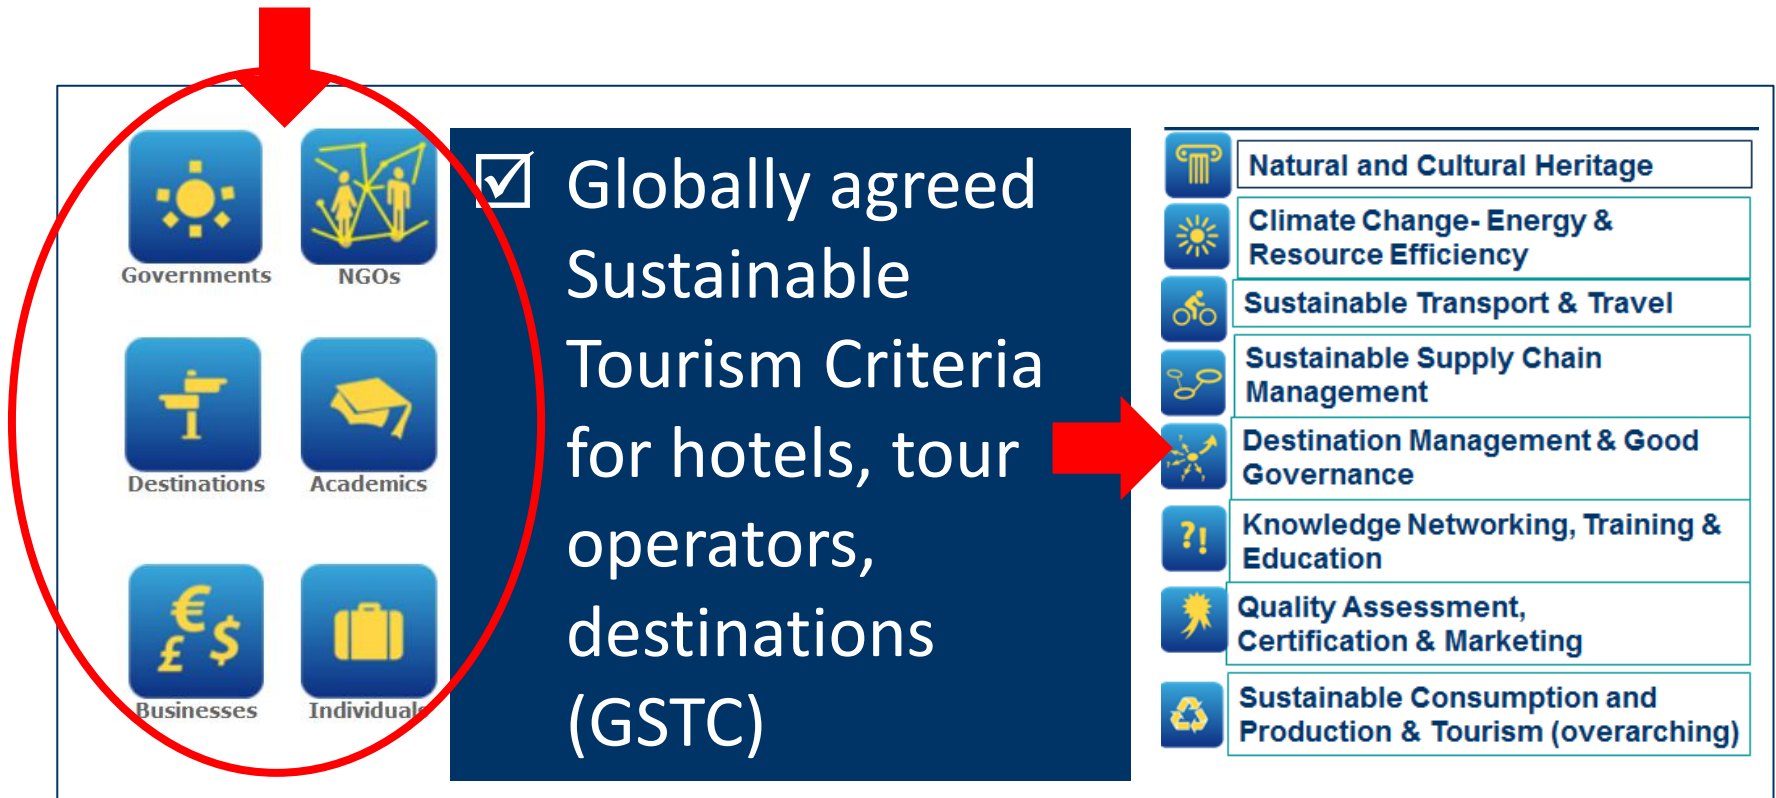 Governments
NGOs
Destinations
Academics
Businesses
Individuals
€
£ $
☑ Globally agreed
Sustainable
Tourism Criteria
for hotels, tour
operators,
destinations
(GSTC)
Natural and Cultural Heritage
Climate Change- Energy &
Resource Efficiency
Sustainable Transport & Travel
Sustainable Supply Chain
Management
Destination Management & Good
Governance
?!
Knowledge Networking, Training &
Education
Quality Assessment,
Certification & Marketing
Sustainable Consumption and
Production & Tourism (overarching)